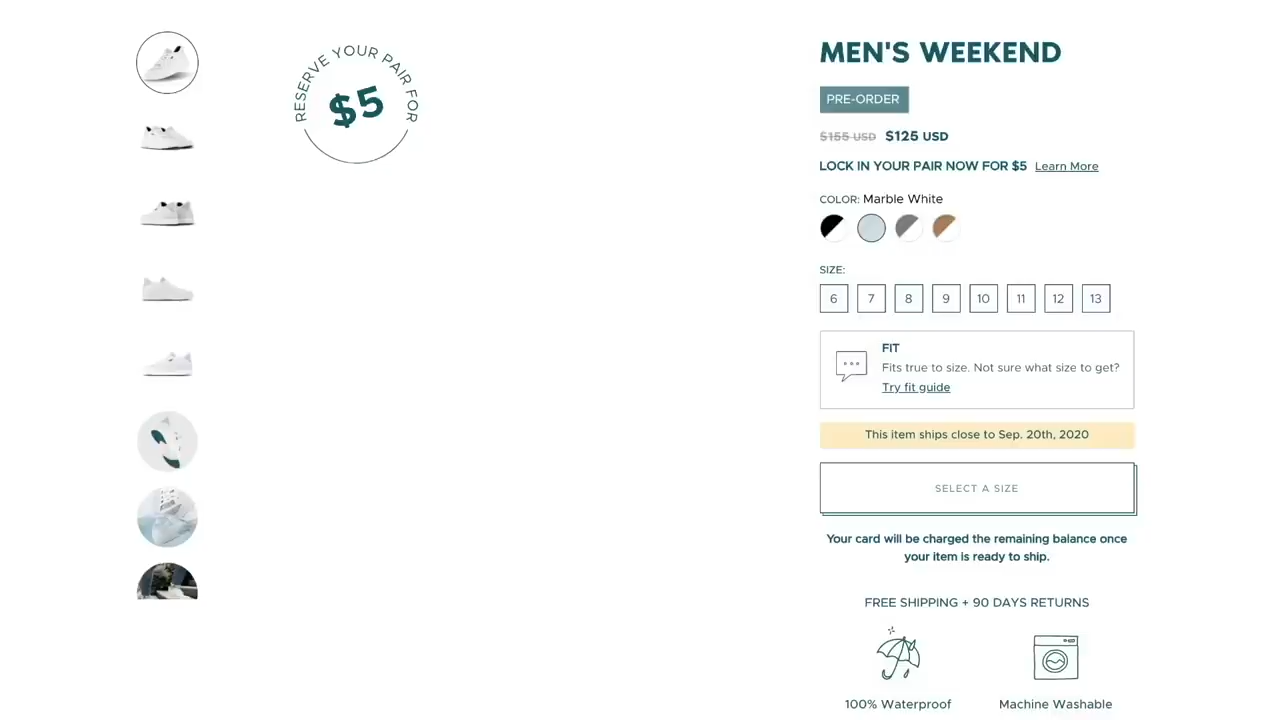 RESERVE YOUR PAIR FOR
$5
MEN'S WEEKEND
PRE-ORDER
$155 USD $125 USD
LOCK IN YOUR PAIR NOW FOR $5 Learn More
COLOR: Marble White
SIZE:
6 7 8 9 10 11 12 13
FIT
Fits true to size. Not sure what size to get?
Try fit guide
This item ships close to Sep. 20th, 2020
SELECT A SIZE
Your card will be charged the remaining balance once
your item is ready to ship.
FREE SHIPPING + 90 DAYS RETURNS
100% Waterproof Machine Washable